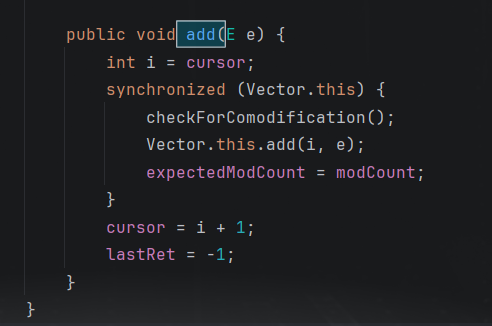 public void add(E e) {
int i = cursor;
synchronized (Vector.this) {
checkForComodification();
Vector.this.add(i, e);
expectedModCount = modCount;
}
cursor = i + 1;
lastRet = -1;
}
}